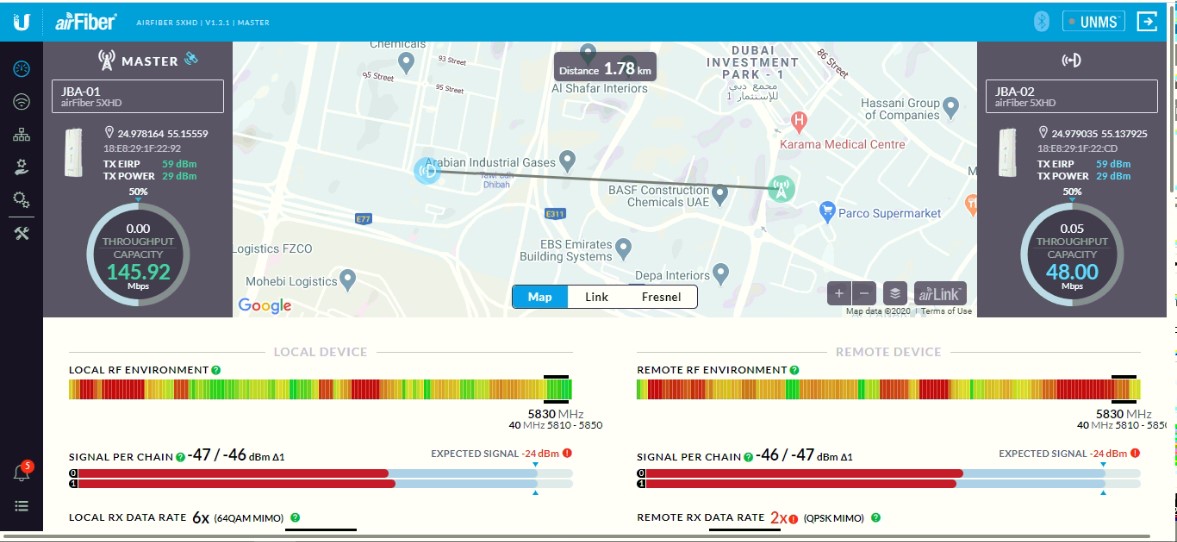 airFiber
AIRFIBER 5XHD | V1.3.1 | MASTER
UNMS
MASTER
JBA-01
airFiber 5XHD
24.978164 55.15559
18:E8:29:1F:22:92
TX EIRP 59 dBm
TX POWER 29 dBm
50%
0.00
THROUGHPUT
CAPACITY
145.92
Mbps
Chemicals
93 Street
95 Street
95 Street
Distance 1.78 km
Al Shafar Interiors
DUBAI
INVESTMENT
PARK - 1
مجمع دبي
للإستثمار 1
86 Street
Hassani Group
of Companies
Karama Medical Centre
Arabian Industrial Gases
Dhibah
BASF Construction
Chemicals UAE
M
Parco Supermarket
E77
E311
Logistics FZCO
EBS Emirates
Building Systems
Mohebi Logistics
Depa Interiors
Google
Map
Link
Fresnel
+
−
airLink
Map data ©2020
Terms of Use
JBA-02
airFiber 5XHD
24.979035 55.137925
18:E8:29:1F:22:CD
TX EIRP 59 dBm
TX POWER 29 dBm
50%
0.05
THROUGHPUT
CAPACITY
48.00
Mbps
5
LOCAL DEVICE
LOCAL RF ENVIRONMENT ?
5830 MHz
40 MHz 5810 - 5850
SIGNAL PER CHAIN ? -47 / -46 dBm Δ1
EXPECTED SIGNAL -24 dBm !
0
1
LOCAL RX DATA RATE 6x (64QAM MIMO) ?
REMOTE DEVICE
REMOTE RF ENVIRONMENT ?
5830 MHz
40 MHz 5810 - 585
SIGNAL PER CHAIN ? -46 / -47 dBm Δ1
EXPECTED SIGNAL -24 dBm !
0
1
REMOTE RX DATA RATE 2x ! (QPSK MIMO) ?